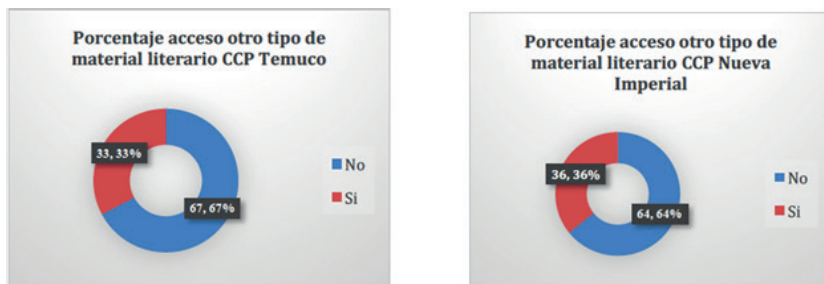 Porcentaje acceso otro tipo de
material literario CCP Temuco
33, 33%
67, 67%
No
Si
Porcentaje acceso otro tipo de
material literario CCP Nueva
Imperial
36, 36%
64, 64%
No
Si